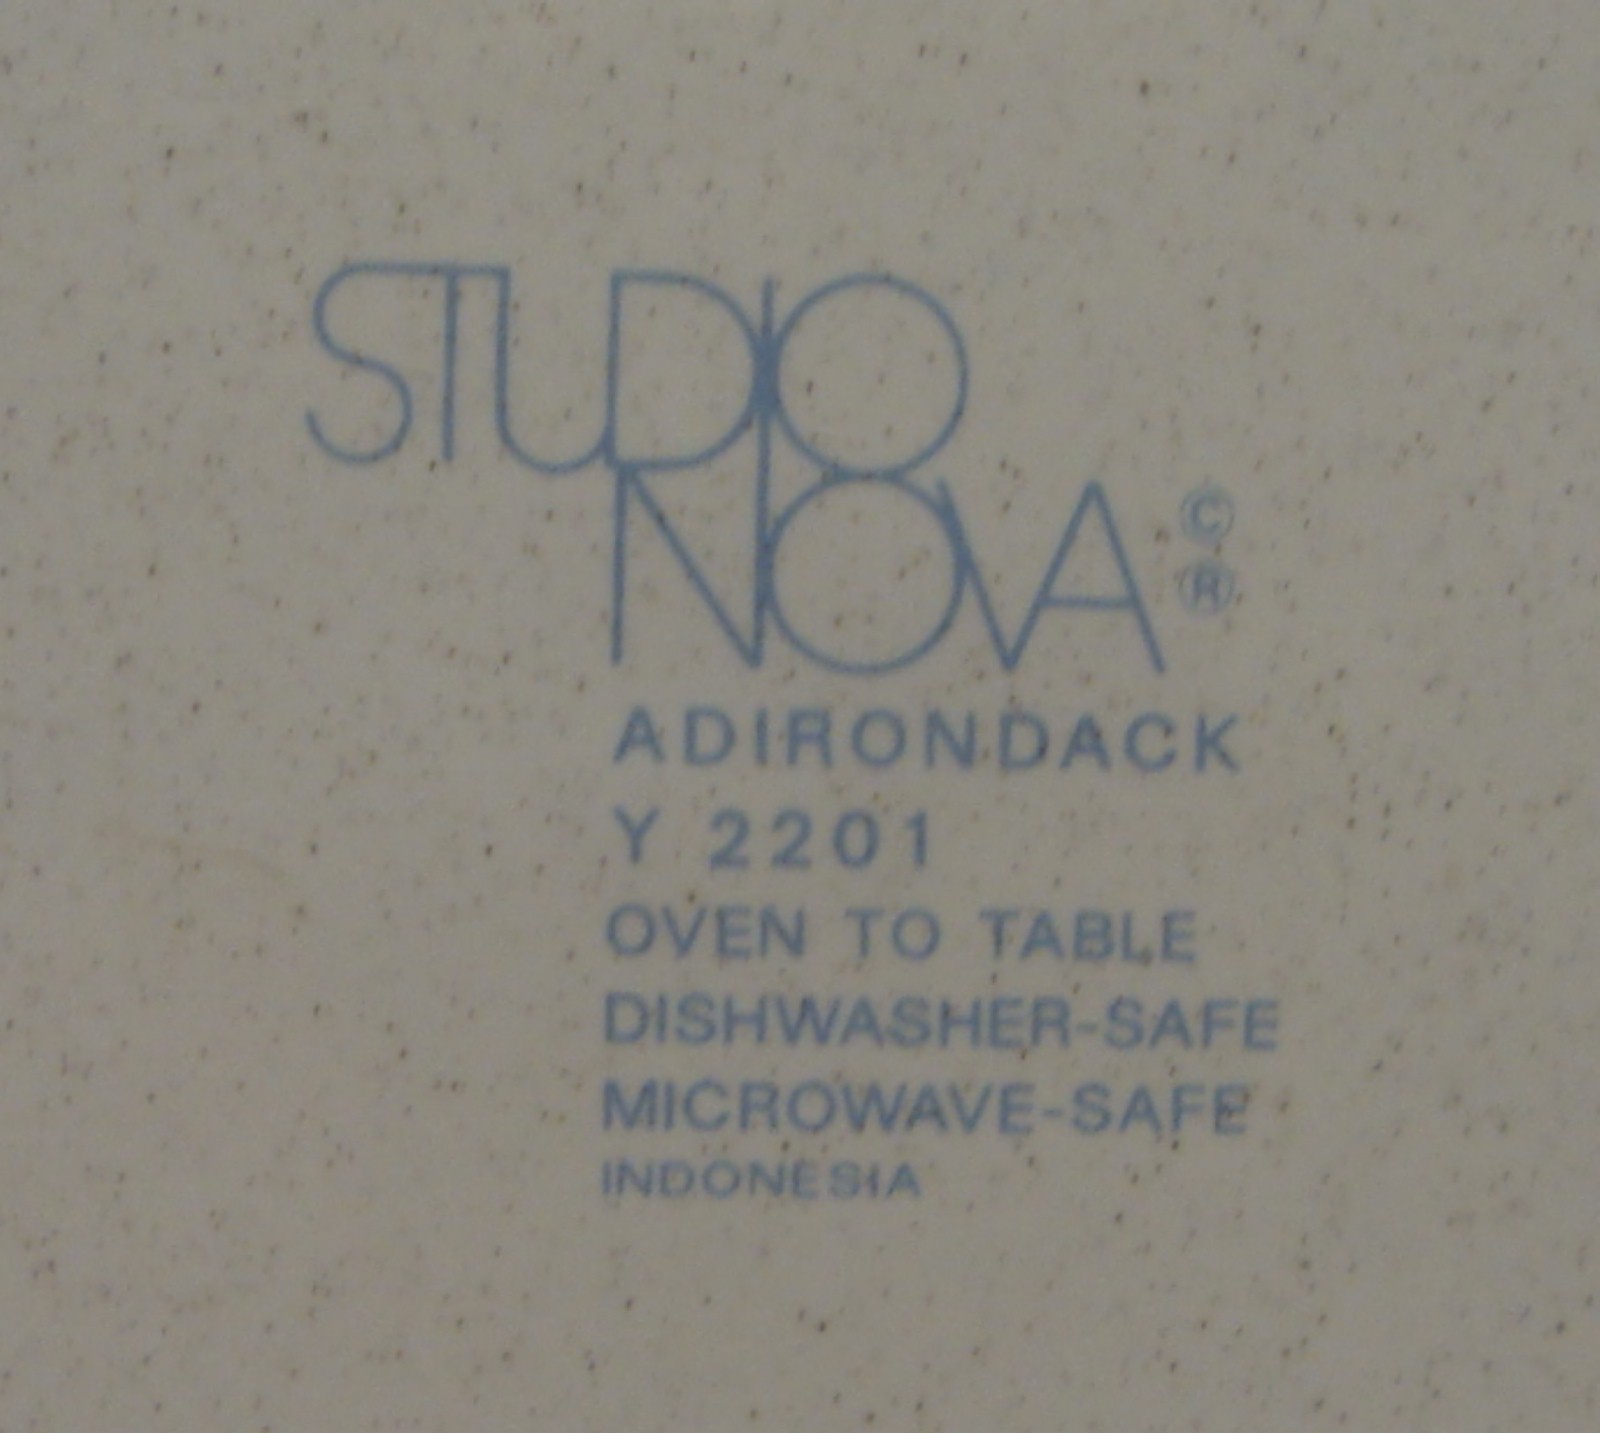 STUDIO
NOVA ©
®
ADIRONDACK
Y 2201
OVEN TO TABLE
DISHWASHER-SAFE
MICROWAVE-SAFE
INDONESIA